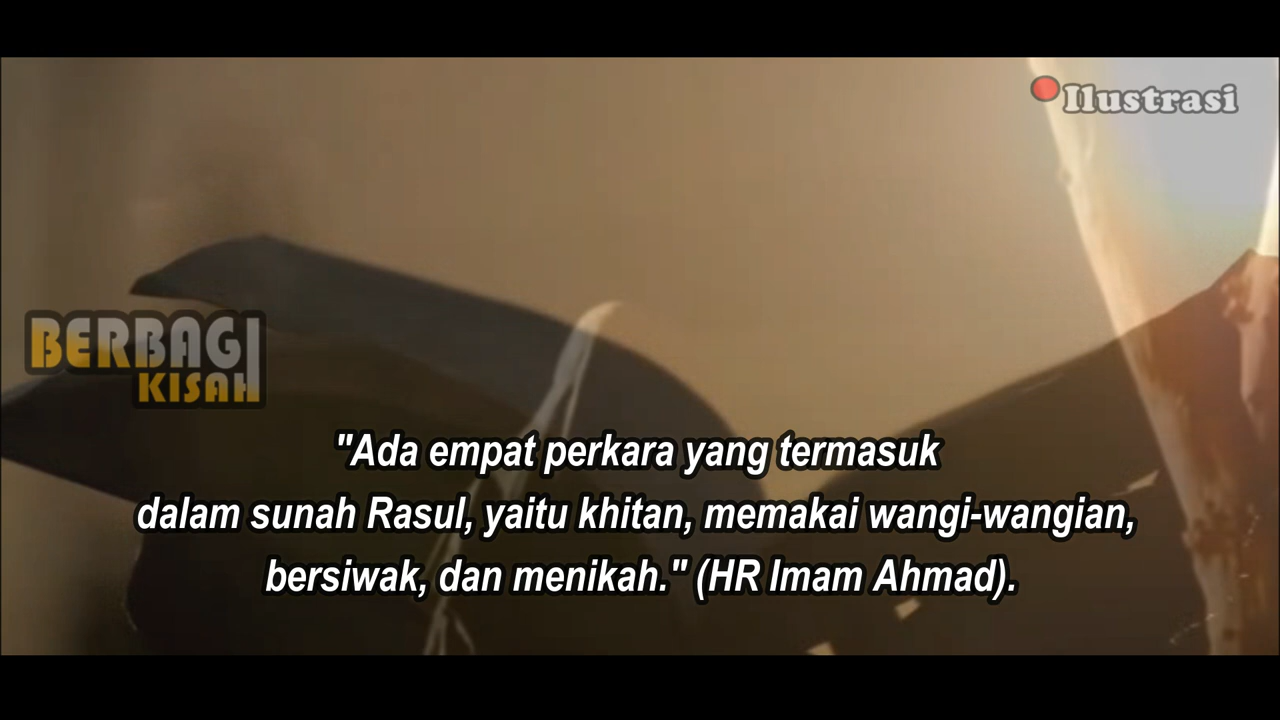 Ilustrasi
BERBAGI
KISAH
"Ada empat perkara yang termasuk
dalam sunah Rasul, yaitu khitan, memakai wangi-wangian,
bersiwak, dan menikah." (HR Imam Ahmad).